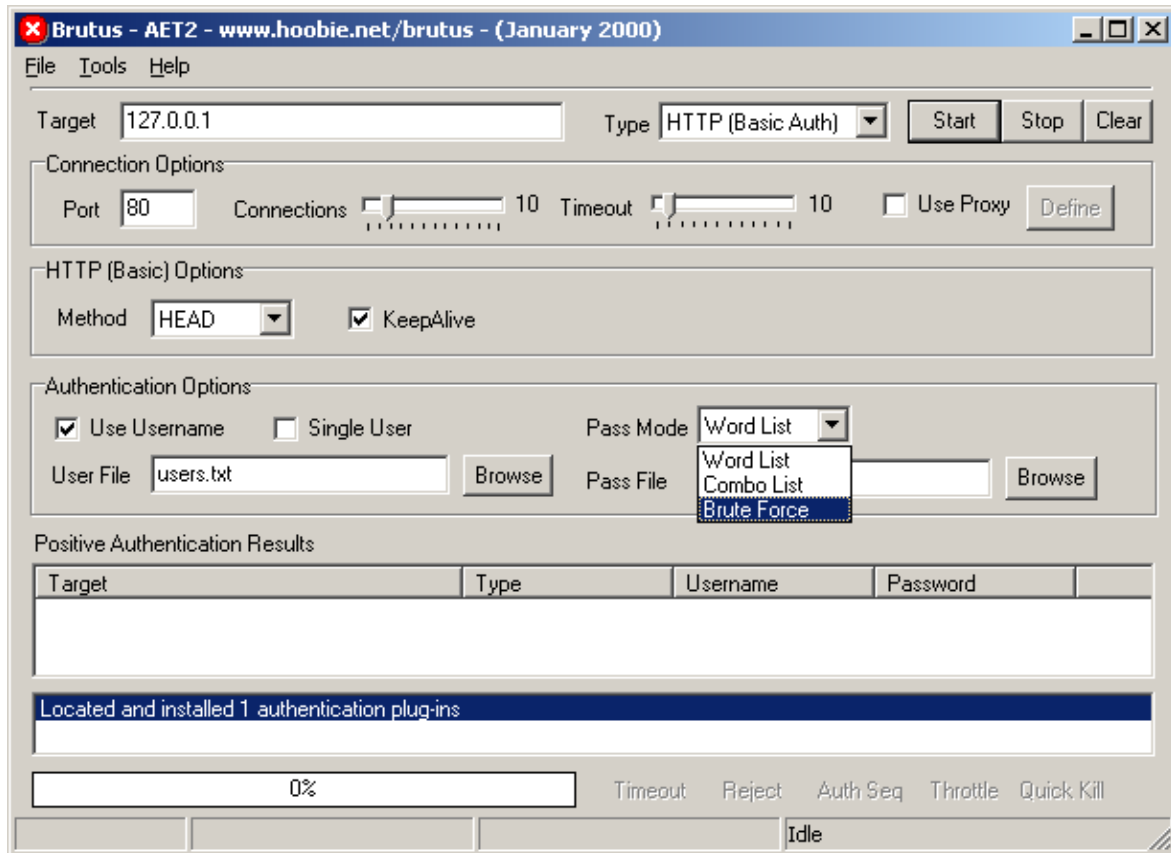 Brutus - AET2 - www.hoobie.net/brutus - (January 2000)
File Tools Help
Target 127.0.0.1 Type HTTP (Basic Auth) Start Stop Clear
Connection Options
Port 80 Connections 10 Timeout 10 Use Proxy Define
HTTP (Basic) Options
Method HEAD KeepAlive
Authentication Options
Use Username Single User Pass Mode Word List
Word List
User File users.txt Browse Pass File Combo List Browse
Brute Force
Positive Authentication Results
Target Type Username Password
Located and installed 1 authentication plug-ins
0% Timeout Reject Auth Seq Throttle Quick Kill
Idle